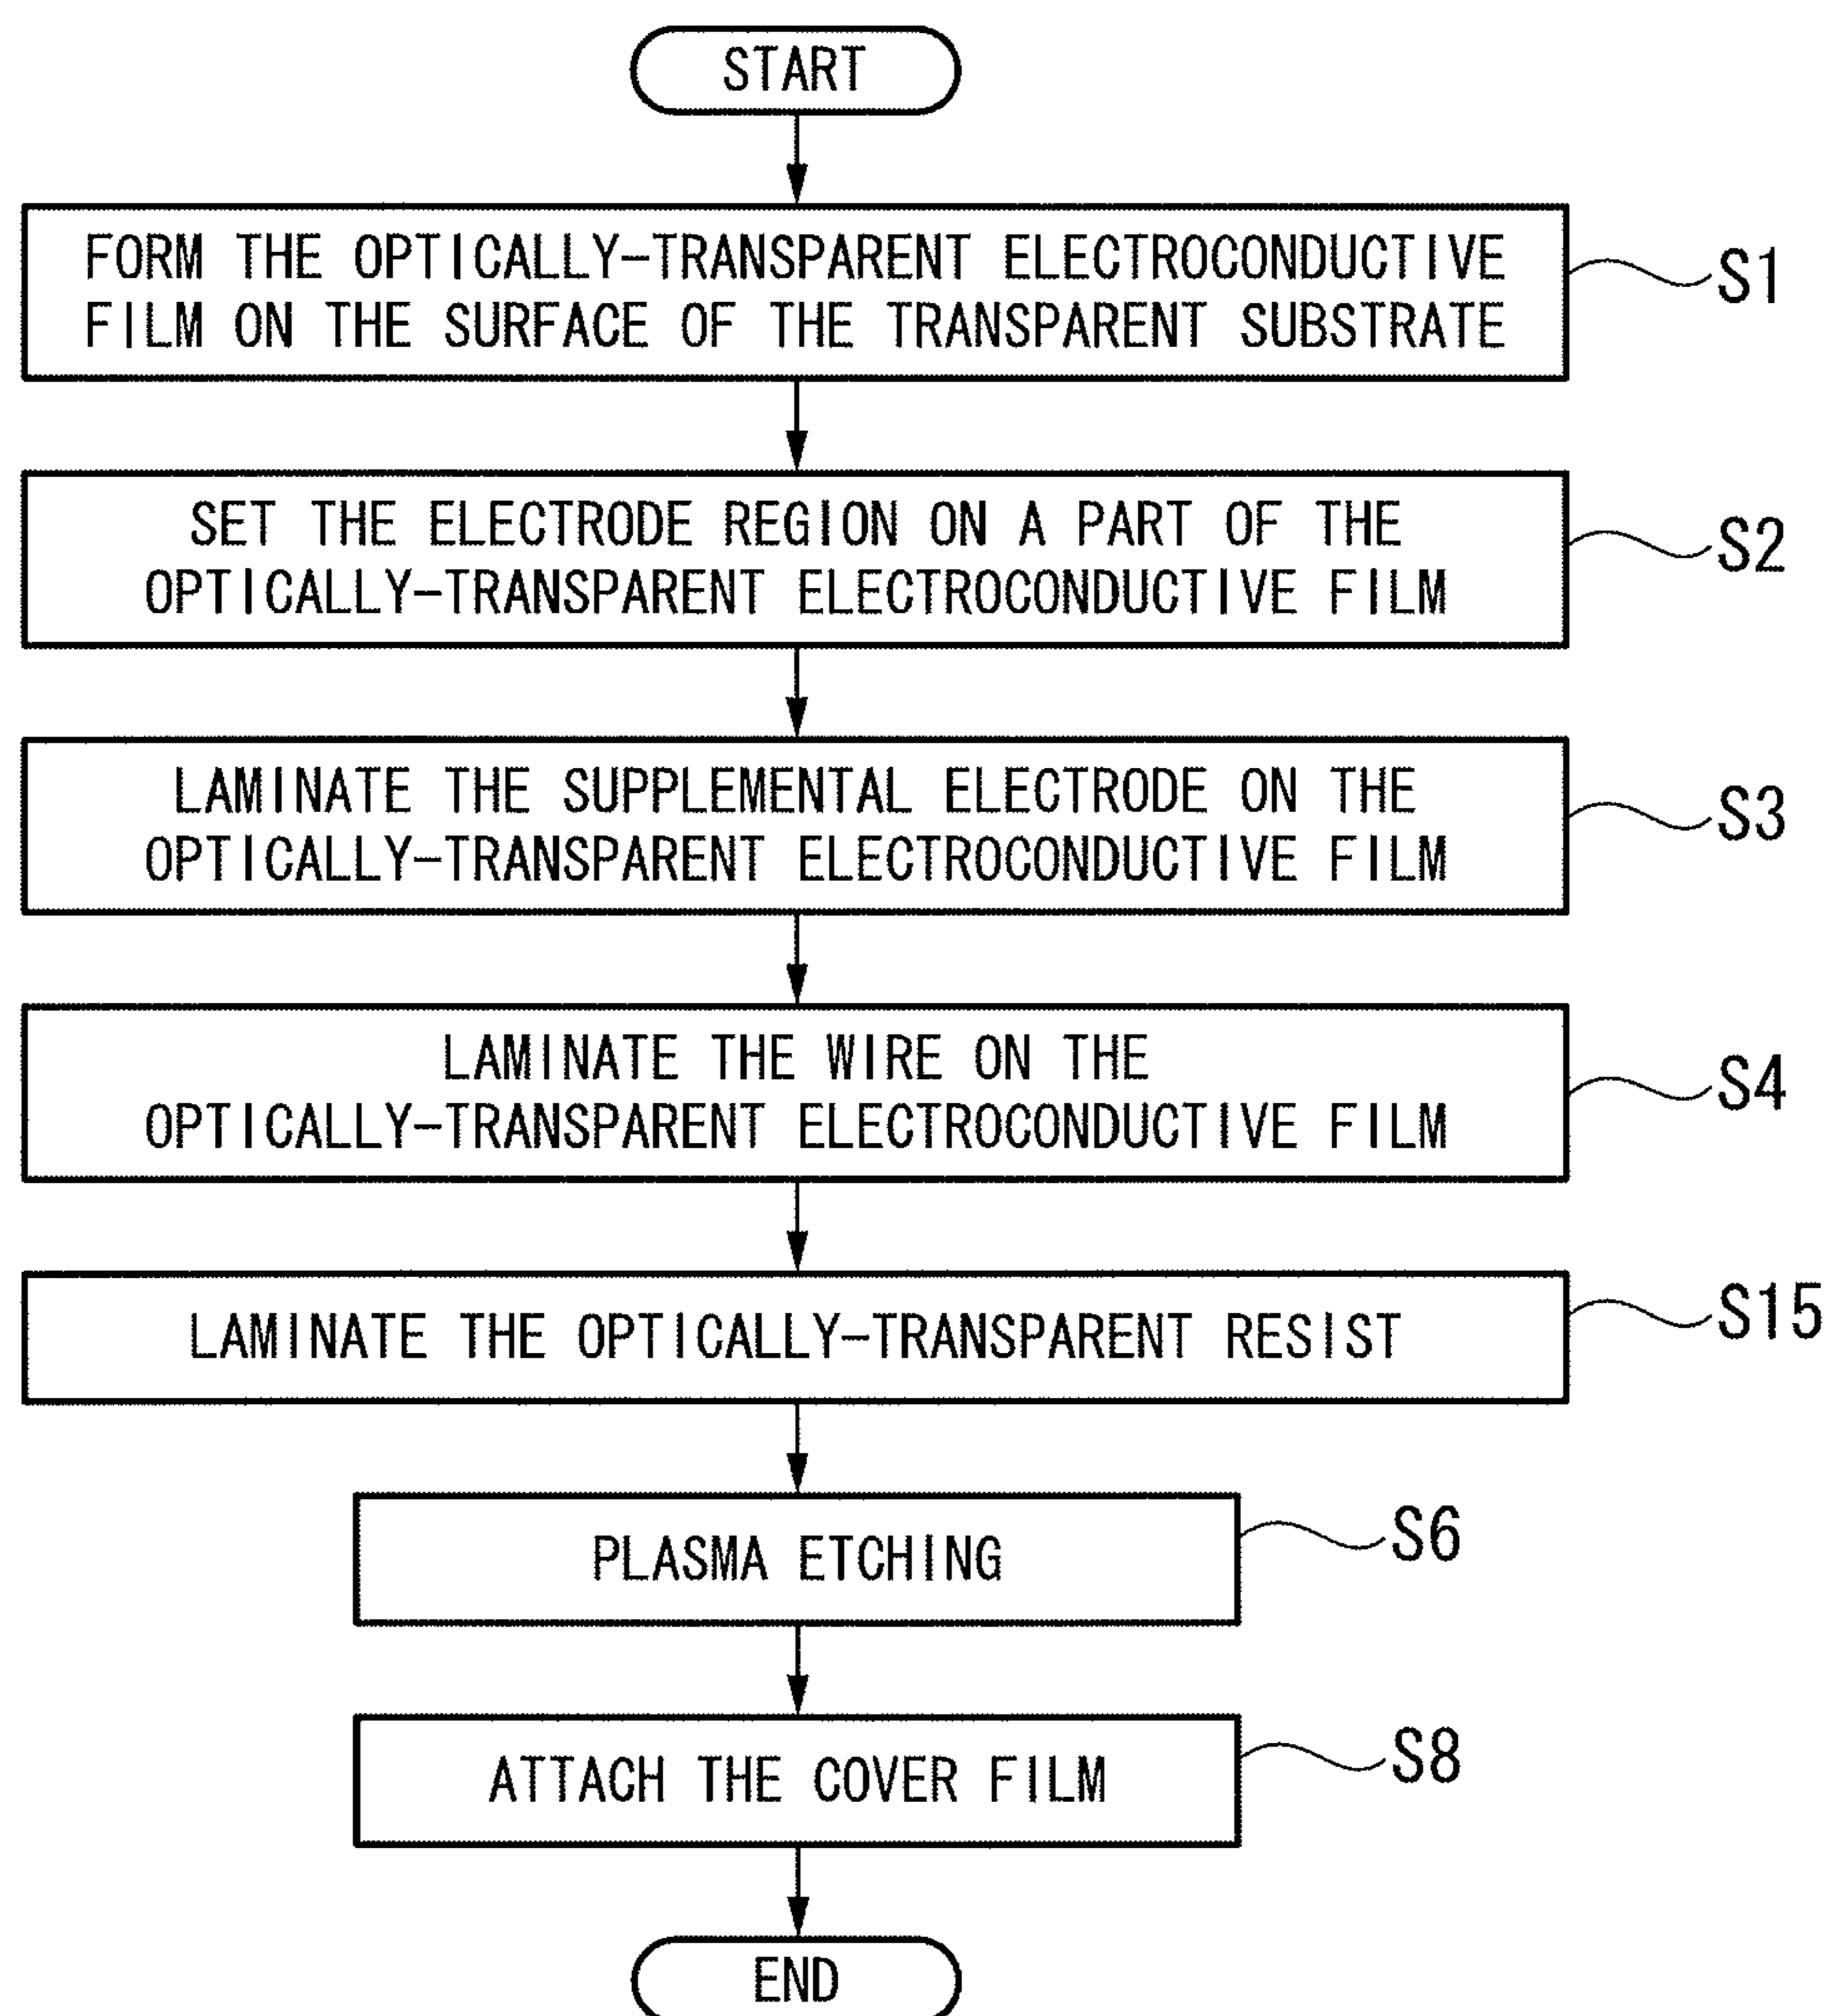 START
FORM THE OPTICALLY-TRANSPARENT ELECTROCONDUCTIVE
FILM ON THE SURFACE OF THE TRANSPARENT SUBSTRATE
S1
SET THE ELECTRODE REGION ON A PART OF THE
OPTICALLY-TRANSPARENT ELECTROCONDUCTIVE FILM
S2
LAMINATE THE SUPPLEMENTAL ELECTRODE ON THE
OPTICALLY-TRANSPARENT ELECTROCONDUCTIVE FILM
S3
LAMINATE THE WIRE ON THE
OPTICALLY-TRANSPARENT ELECTROCONDUCTIVE FILM
S4
LAMINATE THE OPTICALLY-TRANSPARENT RESIST
S15
PLASMA ETCHING
S6
ATTACH THE COVER FILM
S8
END